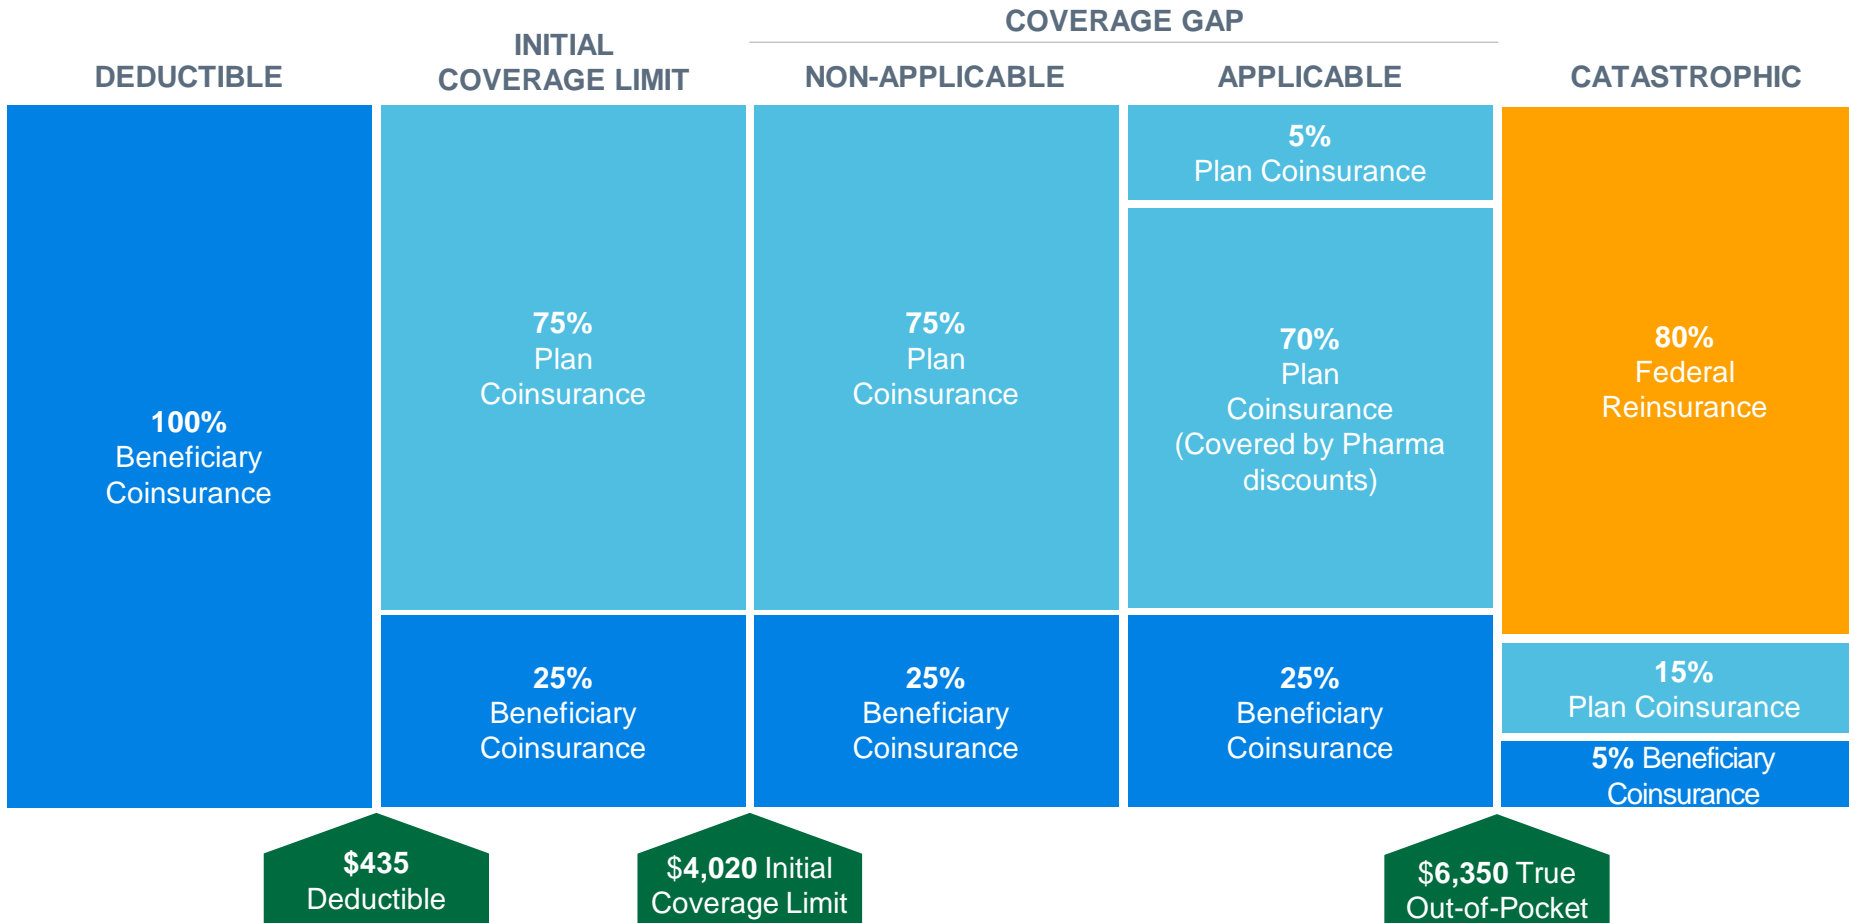 COVERAGE GAP
DEDUCTIBLE
INITIAL
COVERAGE LIMIT
NON-APPLICABLE
APPLICABLE
CATASTROPHIC
100%
Beneficiary
Coinsurance
75%
Plan
Coinsurance
25%
Beneficiary
Coinsurance
75%
Plan
Coinsurance
25%
Beneficiary
Coinsurance
5%
Plan Coinsurance
70%
Plan
Coinsurance
(Covered by Pharma
discounts)
25%
Beneficiary
Coinsurance
80%
Federal
Reinsurance
15%
Plan Coinsurance
5% Beneficiary
Coinsurance
$435
Deductible
$4,020 Initial
Coverage Limit
$6,350 True
Out-of-Pocket